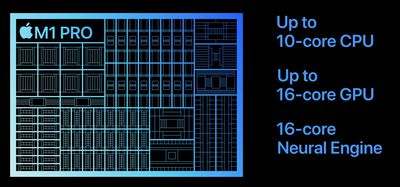 M1 PRO
Up to
10-core CPU
Up to
16-core GPU
16-core
Neural Engine